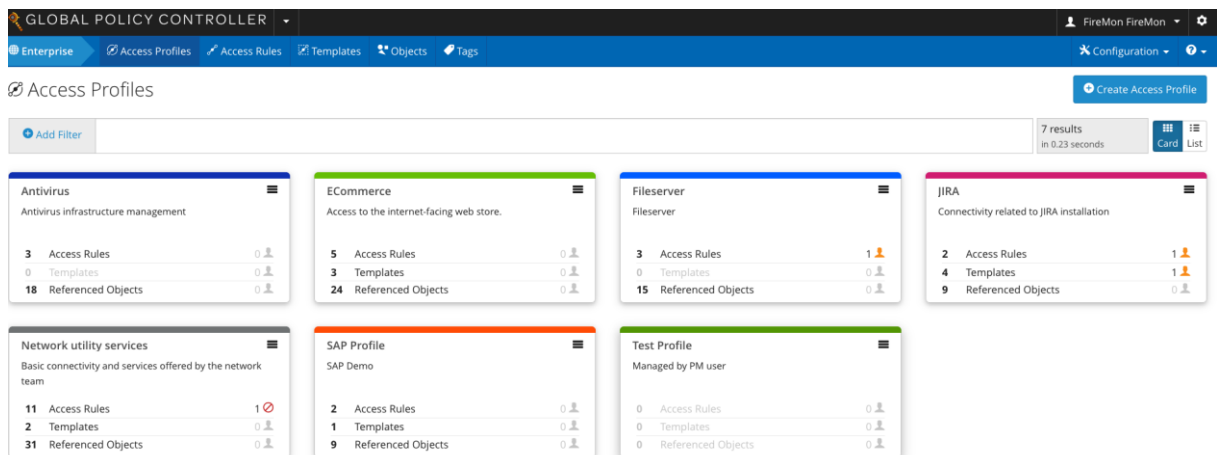 GLOBAL POLICY CONTROLLER
FireMon FireMon
Enterprise Access Profiles Access Rules Templates Objects Tags Configuration ?
Access Profiles
Create Access Profile
Add Filter
7 results
in 0.23 seconds
Card List
Antivirus
Antivirus infrastructure management
3 Access Rules 0
0 Templates 0
18 Referenced Objects 0
ECommerce
Access to the internet-facing web store.
5 Access Rules 0
3 Templates 0
24 Referenced Objects 0
Fileserver
Fileserver
3 Access Rules 1
0 Templates 0
15 Referenced Objects 0
JIRA
Connectivity related to JIRA installation
2 Access Rules 1
4 Templates 1
9 Referenced Objects 0
Network utility services
Basic connectivity and services offered by the network
team
11 Access Rules 1
2 Templates 0
31 Referenced Objects 0
SAP Profile
SAP Demo
2 Access Rules 0
1 Templates 0
9 Referenced Objects 0
Test Profile
Managed by PM user
0 Access Rules 0
0 Templates 0
0 Referenced Objects 0